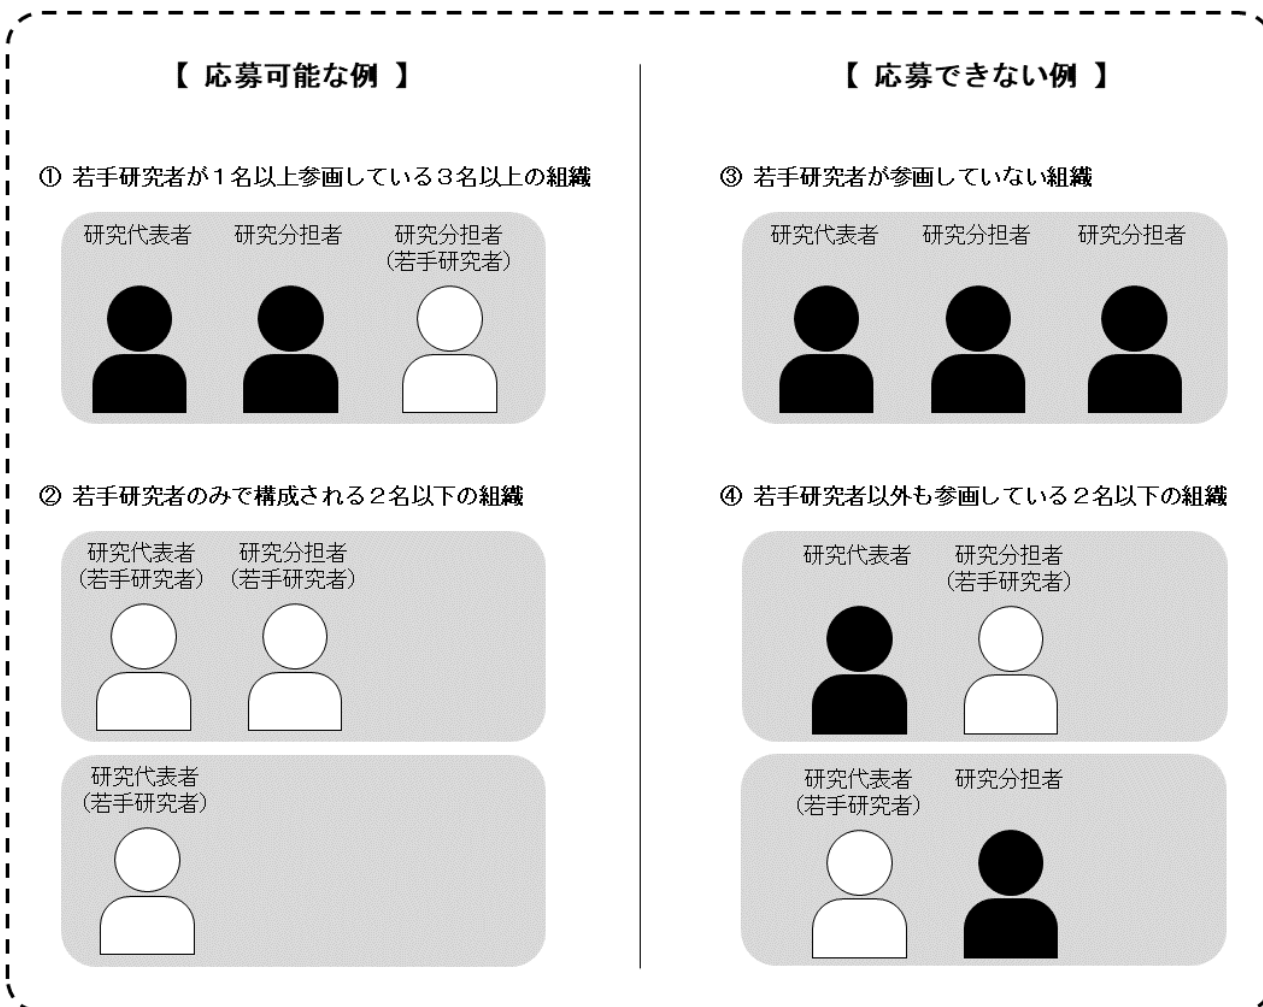 【 応募可能な例 】
① 若手研究者が１名以上参画している３名以上の組織
研究代表者 研究分担者 研究分担者
（若手研究者）
② 若手研究者のみで構成される２名以下の組織
研究代表者 研究分担者
（若手研究者） （若手研究者）
研究代表者
（若手研究者）
【 応募できない例 】
③ 若手研究者が参画していない組織
研究代表者 研究分担者 研究分担者
④ 若手研究者以外も参画している２名以下の組織
研究代表者 研究分担者
（若手研究者）
研究代表者 研究分担者
（若手研究者）